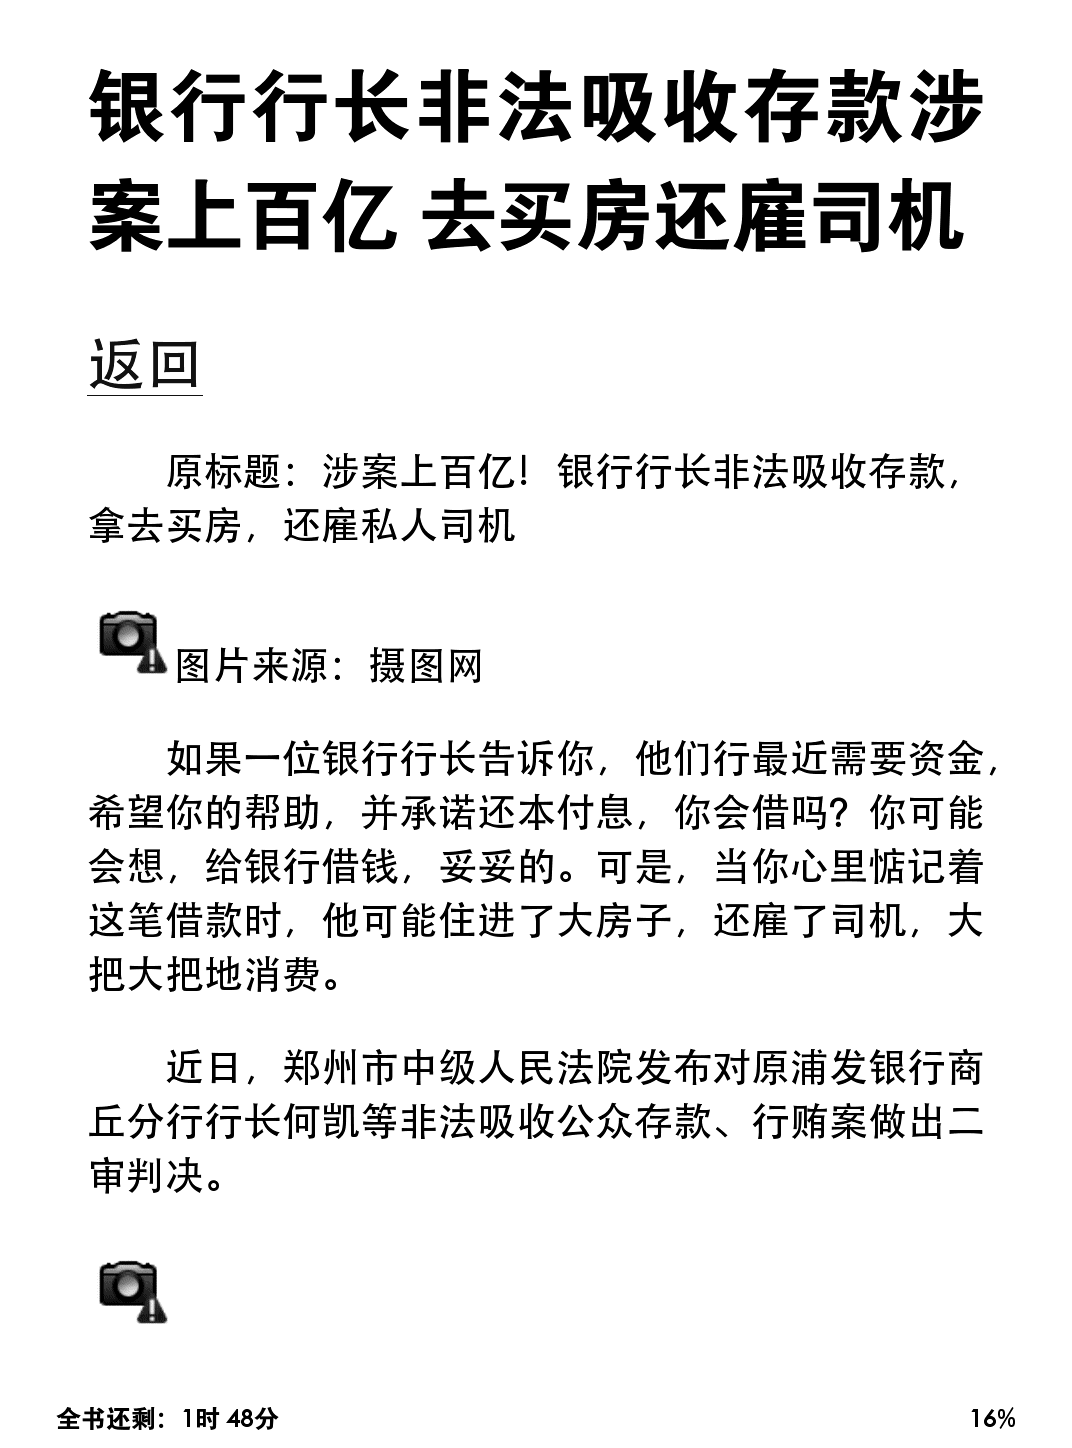 银行行长非法吸收存款涉
案上百亿 去买房还雇司机
返回
原标题：涉案上百亿！银行行长非法吸收存款，
拿去买房，还雇私人司机
图片来源：摄图网
如果一位银行行长告诉你，他们行最近需要资金，
希望你的帮助，并承诺还本付息，你会借吗？你可能
会想，给银行借钱，妥妥的。可是，当你心里惦记着
这笔借款时，他可能住进了大房子，还雇了司机，大
把大把地消费。
近日，郑州市中级人民法院发布对原浦发银行商
丘分行行长何凯等非法吸收公众存款、行贿案做出二
审判决。
全书还剩：1时 48分
16%